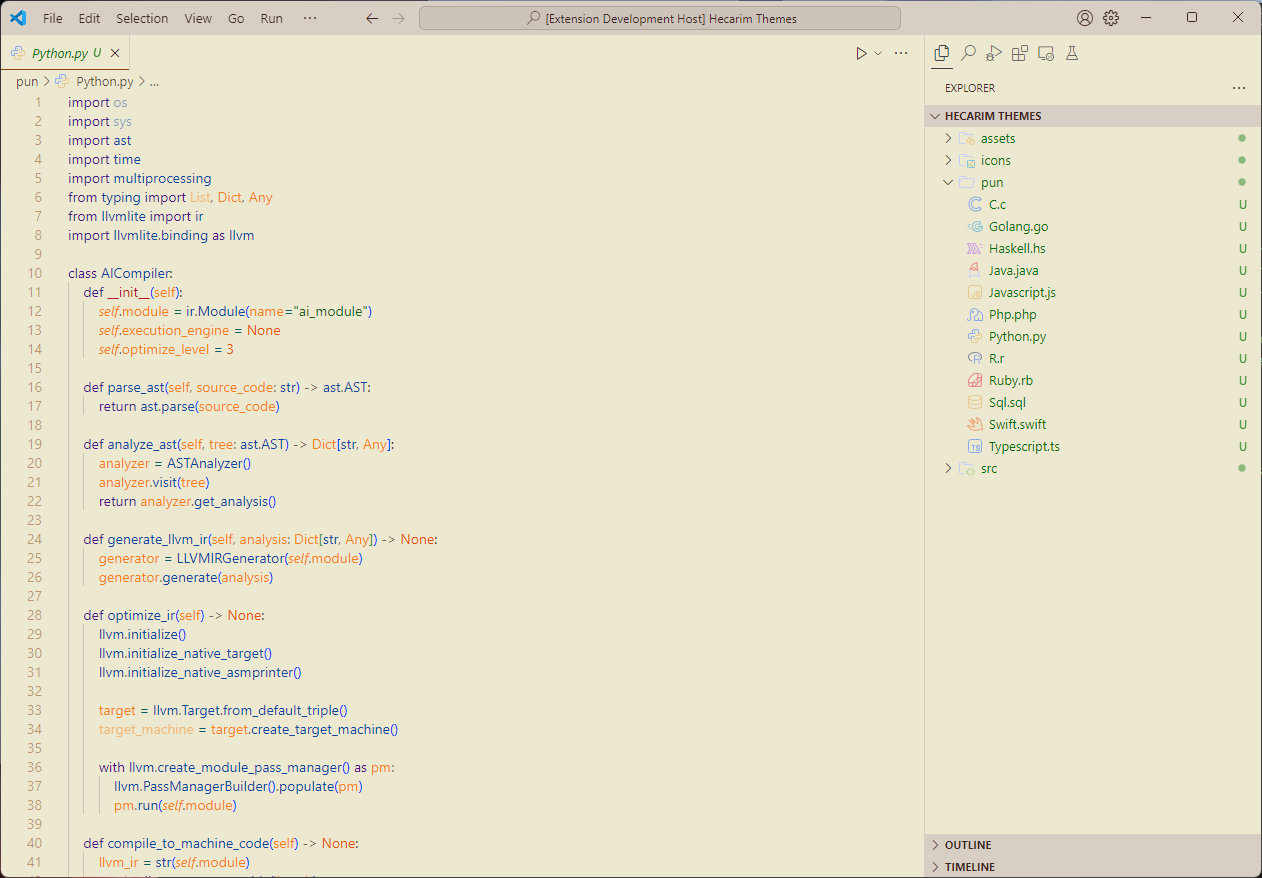 File Edit Selection View Go Run ··· [Extension Development Host] Hecarim Themes
Python.py U
pun > Python.py > ...
1 import os
2 import sys
3 import ast
4 import time
5 import multiprocessing
6 from typing import List, Dict, Any
7 from llvmlite import ir
8 import llvmlite.binding as llvm
9
10 class AICompiler:
11 def __init__(self):
12 self.module = ir.Module(name="ai_module")
13 self.execution_engine = None
14 self.optimize_level = 3
15
16 def parse_ast(self, source_code: str) -> ast.AST:
17 return ast.parse(source_code)
18
19 def analyze_ast(self, tree: ast.AST) -> Dict[str, Any]:
20 analyzer = ASTAnalyzer()
21 analyzer.visit(tree)
22 return analyzer.get_analysis()
23
24 def generate_llvm_ir(self, analysis: Dict[str, Any]) -> None:
25 generator = LLVMIRGenerator(self.module)
26 generator.generate(analysis)
27
28 def optimize_ir(self) -> None:
29 llvm.initialize()
30 llvm.initialize_native_target()
31 llvm.initialize_native_asmprinter()
32
33 target = llvm.Target.from_default_triple()
34 target_machine = target.create_target_machine()
35
36 with llvm.create_module_pass_manager() as pm:
37 llvm.PassManagerBuilder().populate(pm)
38 pm.run(self.module)
39
40 def compile_to_machine_code(self) -> None:
41 llvm_ir = str(self.module)
EXPLORER
HECARIM THEMES
assets
icons
pun
C.c U
Golang.go U
Haskell.hs U
Java.java U
Javascript.js U
Php.php U
Python.py U
R.r U
Ruby.rb U
Sql.sql U
Swift.swift U
Typescript.ts U
src
OUTLINE
TIMELINE